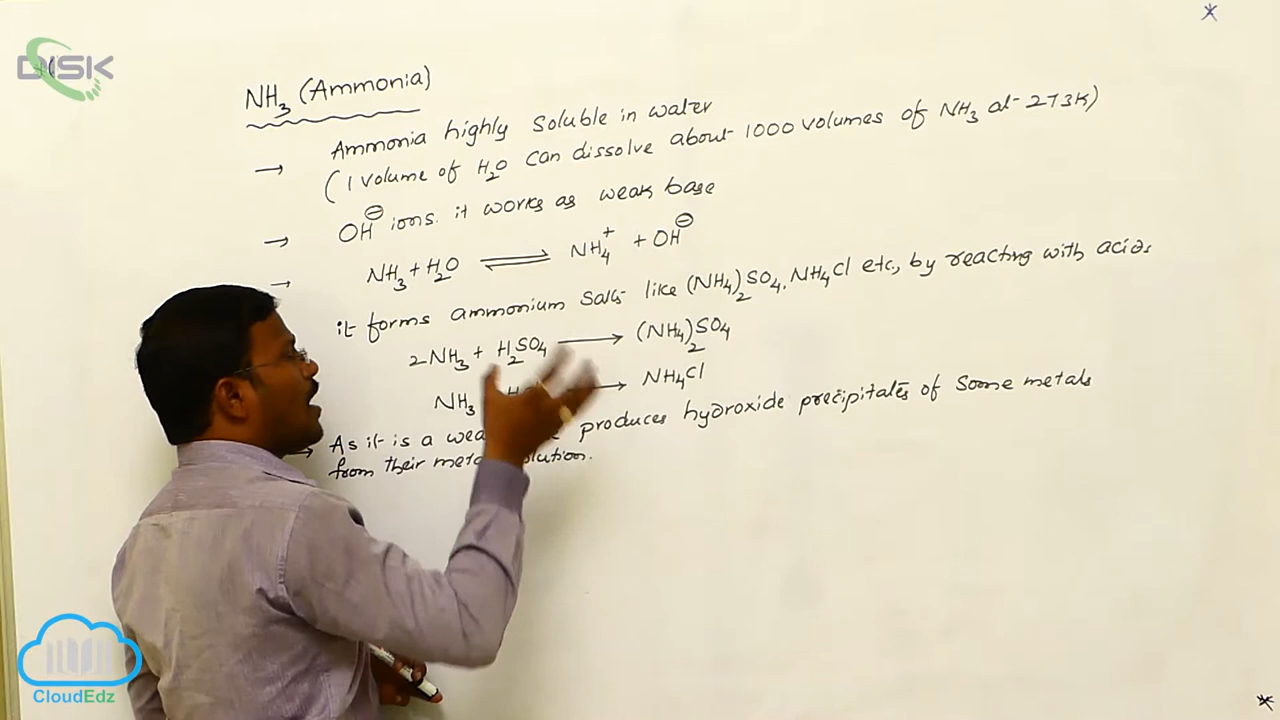 DISK
NH₃ (Ammonia)
→ Ammonia highly soluble in water
(1 volume of H₂O can dissolve about 1000 volumes of NH₃ at 273K)
→ OH⊖ ions. it works as weak base
→ NH₃ + H₂O ⇌ NH₄⁺ + OH⊖
it forms ammonium salts like (NH₄)₂SO₄, NH₄Cl etc, by reacting with acids
2NH₃ + H₂SO₄ → (NH₄)₂SO₄
NH₃ → NH₄Cl
→ As it is a produces hydroxide precipitates of some metals
from their
CloudEdz